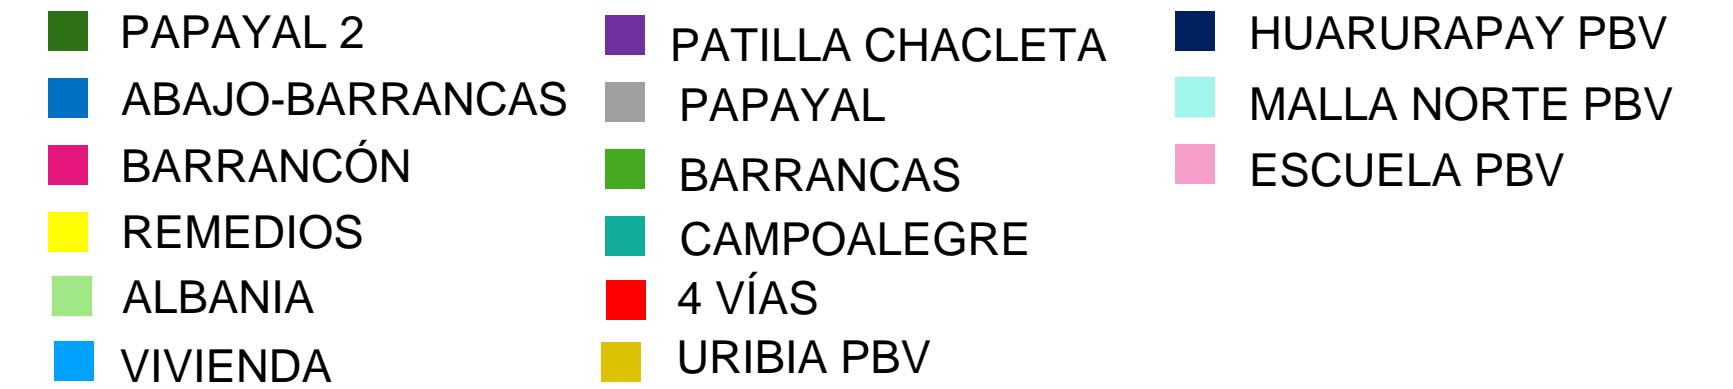 PAPAYAL 2
ABAJO-BARRANCAS
BARRANCÓN
REMEDIOS
ALBANIA
VIVIENDA
PATILLA CHACLETA
PAPAYAL
BARRANCAS
CAMPOALEGRE
4 VÍAS
URIBIA PBV
HUARURAPAY PBV
MALLA NORTE PBV
ESCUELA PBV